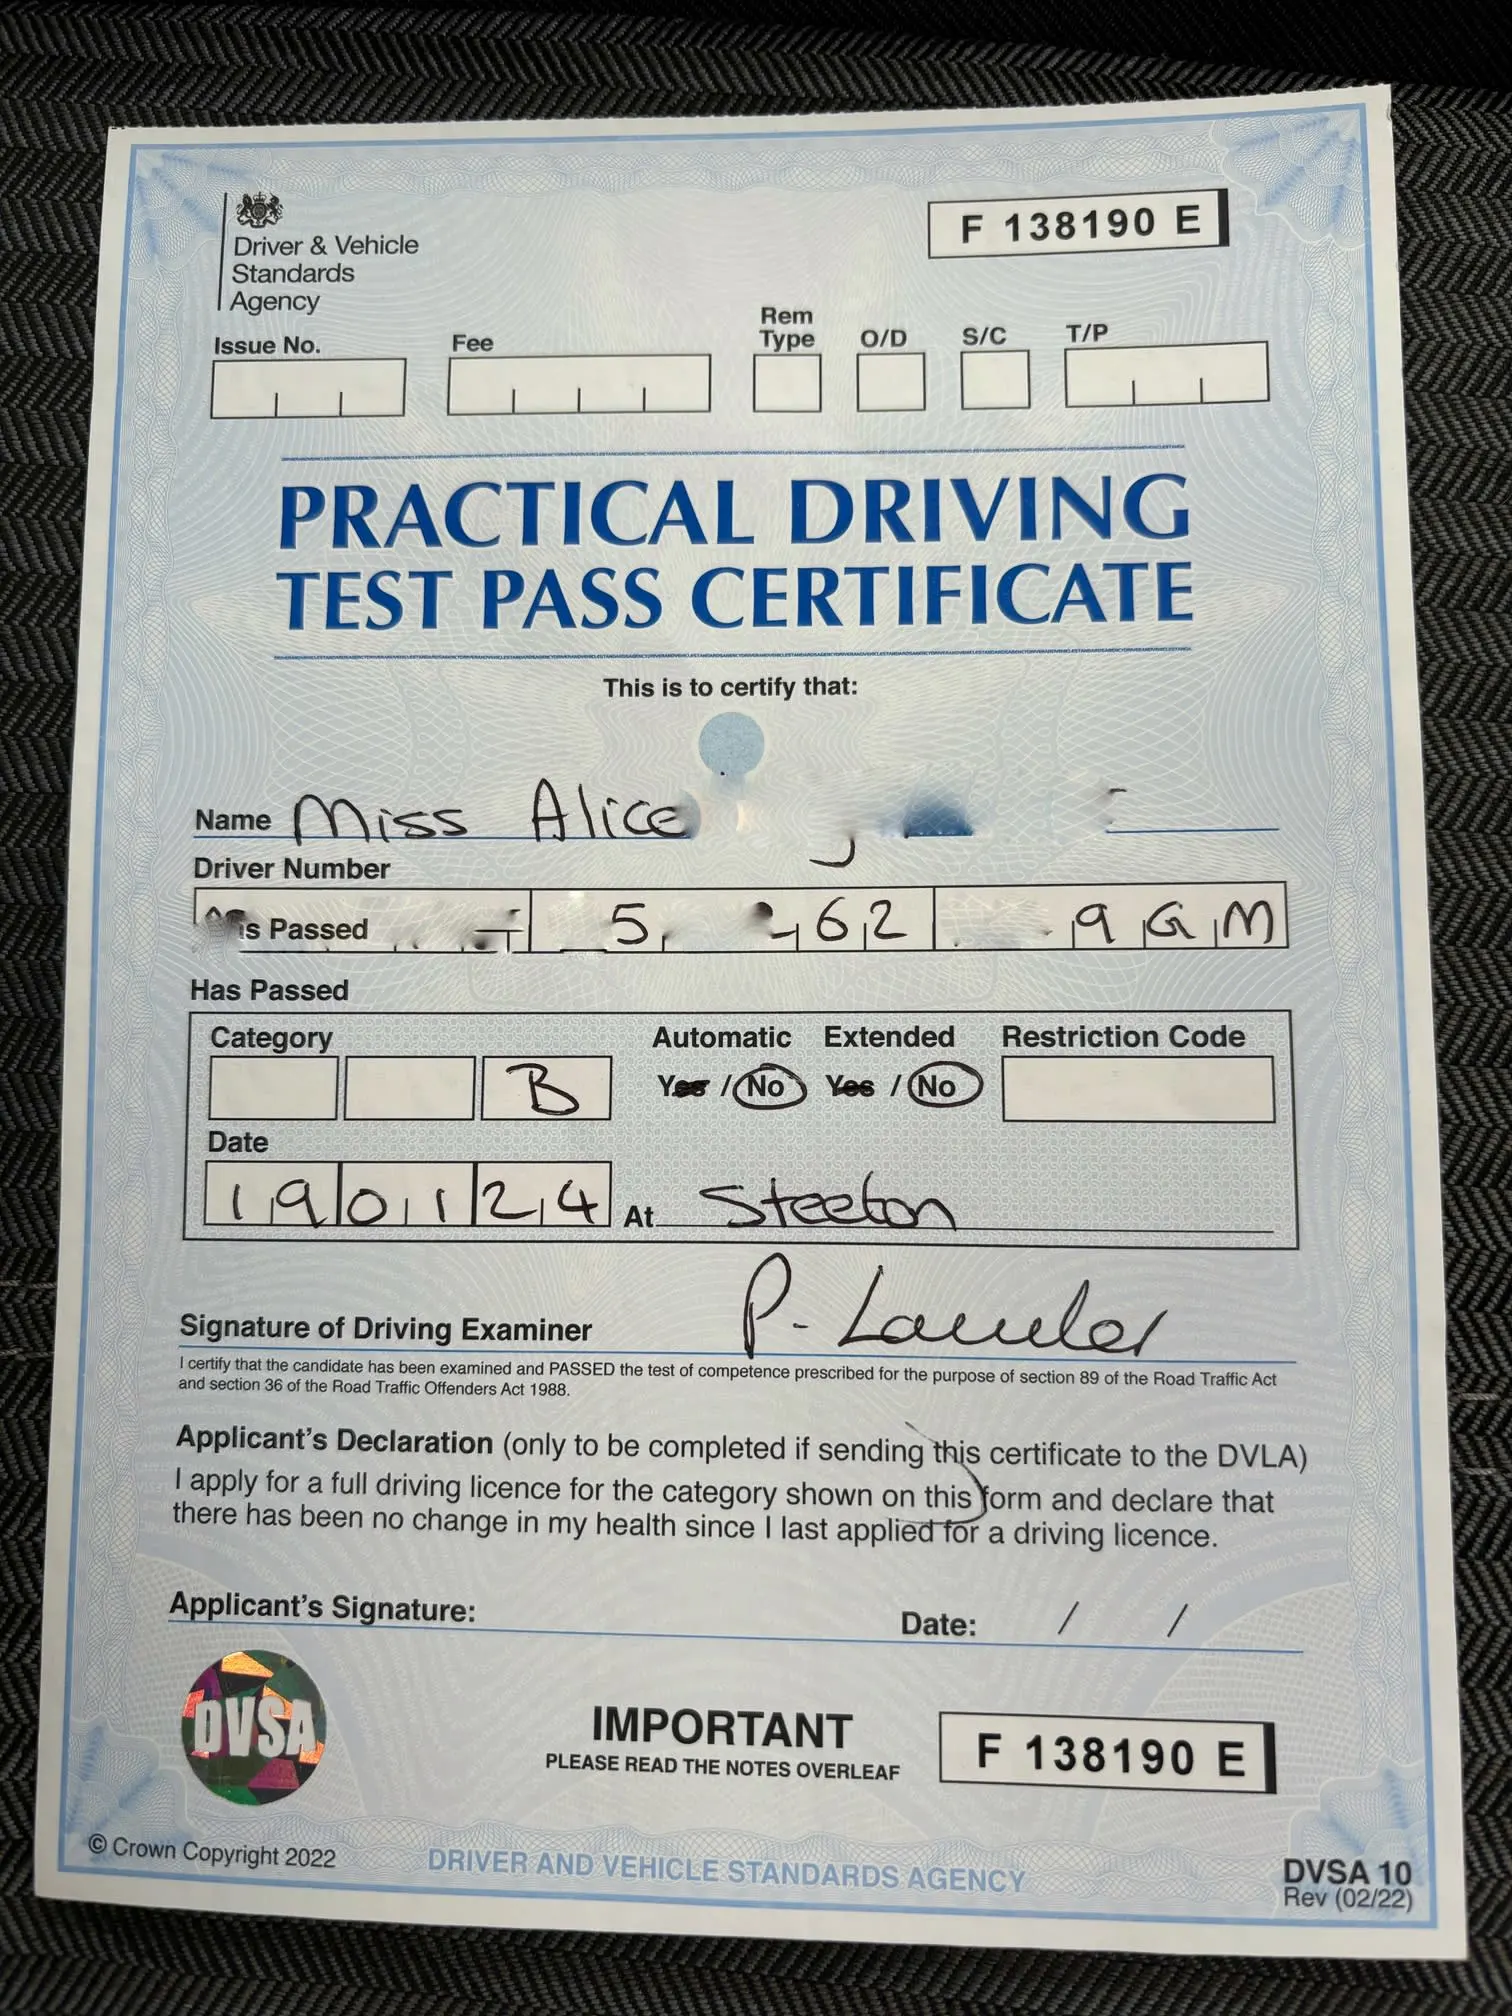 Driver & Vehicle
Standards
Agency
F 138190 E
Issue No. Fee Rem Type O/D S/C T/P
PRACTICAL DRIVING
TEST PASS CERTIFICATE
This is to certify that:
Name Miss Alice
Driver Number
s Passed 5 6 2 9 G M
Has Passed
Category Automatic Extended Restriction Code
B Yes / No Yes / No
Date
1 9 0 1 2 4 At Steeton
Signature of Driving Examiner P. Lawler
I certify that the candidate has been examined and PASSED the test of competence prescribed for the purpose of section 89 of the Road Traffic Act
and section 36 of the Road Traffic Offenders Act 1988.
Applicant's Declaration (only to be completed if sending this certificate to the DVLA)
I apply for a full driving licence for the category shown on this form and declare that
there has been no change in my health since I last applied for a driving licence.
Applicant's Signature: Date: / /
DVSA
IMPORTANT
PLEASE READ THE NOTES OVERLEAF
F 138190 E
© Crown Copyright 2022
DRIVER AND VEHICLE STANDARDS AGENCY
DVSA 10
Rev (02/22)